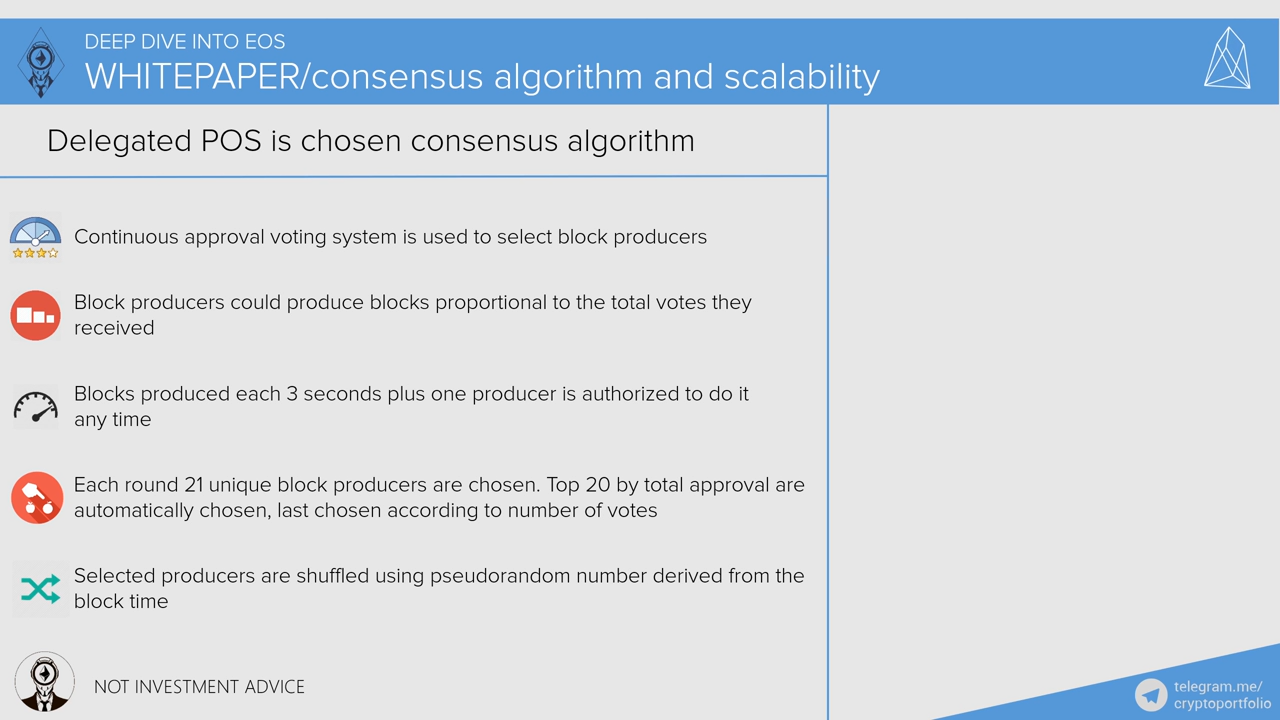 DEEP DIVE INTO EOS
WHITEPAPER/consensus algorithm and scalability
Delegated POS is chosen consensus algorithm
Continuous approval voting system is used to select block producers
Block producers could produce blocks proportional to the total votes they
received
Blocks produced each 3 seconds plus one producer is authorized to do it
any time
Each round 21 unique block producers are chosen. Top 20 by total approval are
automatically chosen, last chosen according to number of votes
Selected producers are shuffled using pseudorandom number derived from the
block time
NOT INVESTMENT ADVICE
telegram.me/
cryptoportfolio